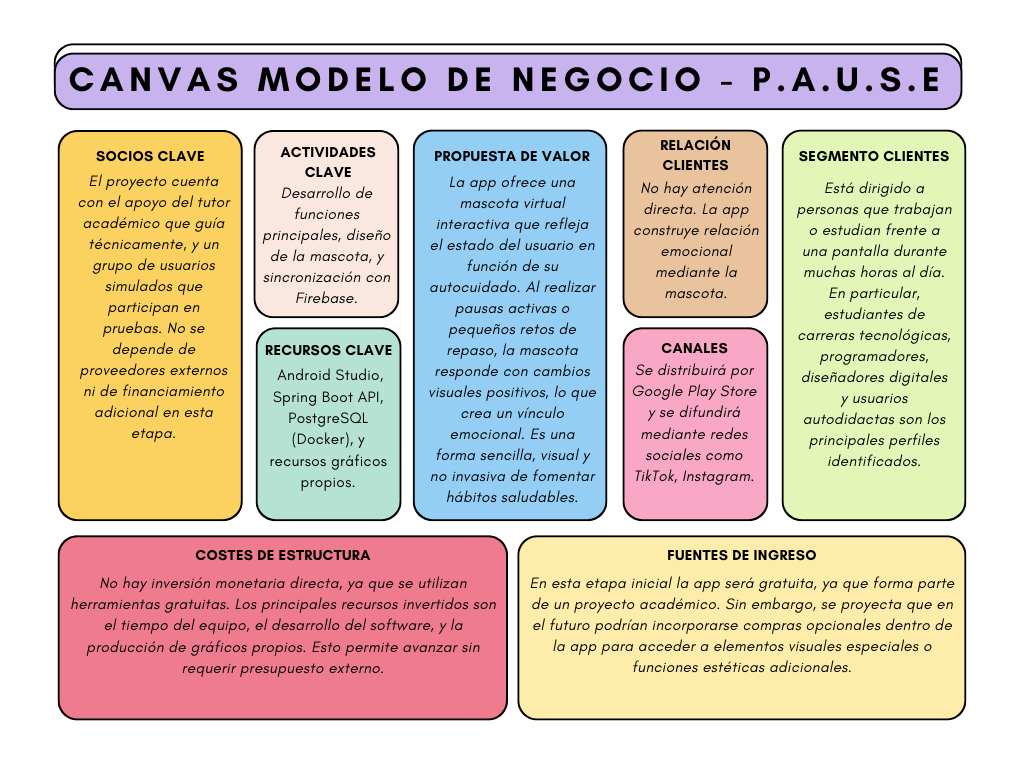 CANVAS MODELO DE NEGOCIO - P.A.U.S.E
SOCIOS CLAVE
El proyecto cuenta
con el apoyo del tutor
académico que guía
técnicamente, y un
grupo de usuarios
simulados que
participan en
pruebas. No se
depende de
proveedores externos
ni de financiamiento
adicional en esta
etapa.
ACTIVIDADES
CLAVE
Desarrollo de
funciones
principales, diseño
de la mascota, y
sincronización con
Firebase.
RECURSOS CLAVE
Android Studio,
Spring Boot API,
PostgreSQL
(Docker), y
recursos gráficos
propios.
PROPUESTA DE VALOR
La app ofrece una
mascota virtual
interactiva que refleja
el estado del usuario en
función de su
autocuidado. Al realizar
pausas activas o
pequeños retos de
repaso, la mascota
responde con cambios
visuales positivos, lo que
crea un vínculo
emocional. Es una
forma sencilla, visual y
no invasiva de fomentar
hábitos saludables.
RELACIÓN
CLIENTES
No hay atención
directa. La app
construye relación
emocional
mediante la
mascota.
CANALES
Se distribuirá por
Google Play Store
y se difundirá
mediante redes
sociales como
TikTok, Instagram.
SEGMENTO CLIENTES
Está dirigido a
personas que trabajan
o estudian frente a
una pantalla durante
muchas horas al día.
En particular,
estudiantes de
carreras tecnológicas,
programadores,
diseñadores digitales
y usuarios
autodidactas son los
principales perfiles
identificados.
COSTES DE ESTRUCTURA
No hay inversión monetaria directa, ya que se utilizan
herramientas gratuitas. Los principales recursos invertidos son
el tiempo del equipo, el desarrollo del software, y la
producción de gráficos propios. Esto permite avanzar sin
requerir presupuesto externo.
FUENTES DE INGRESO
En esta etapa inicial la app será gratuita, ya que forma parte
de un proyecto académico. Sin embargo, se proyecta que en
el futuro podrían incorporarse compras opcionales dentro de
la app para acceder a elementos visuales especiales o
funciones estéticas adicionales.